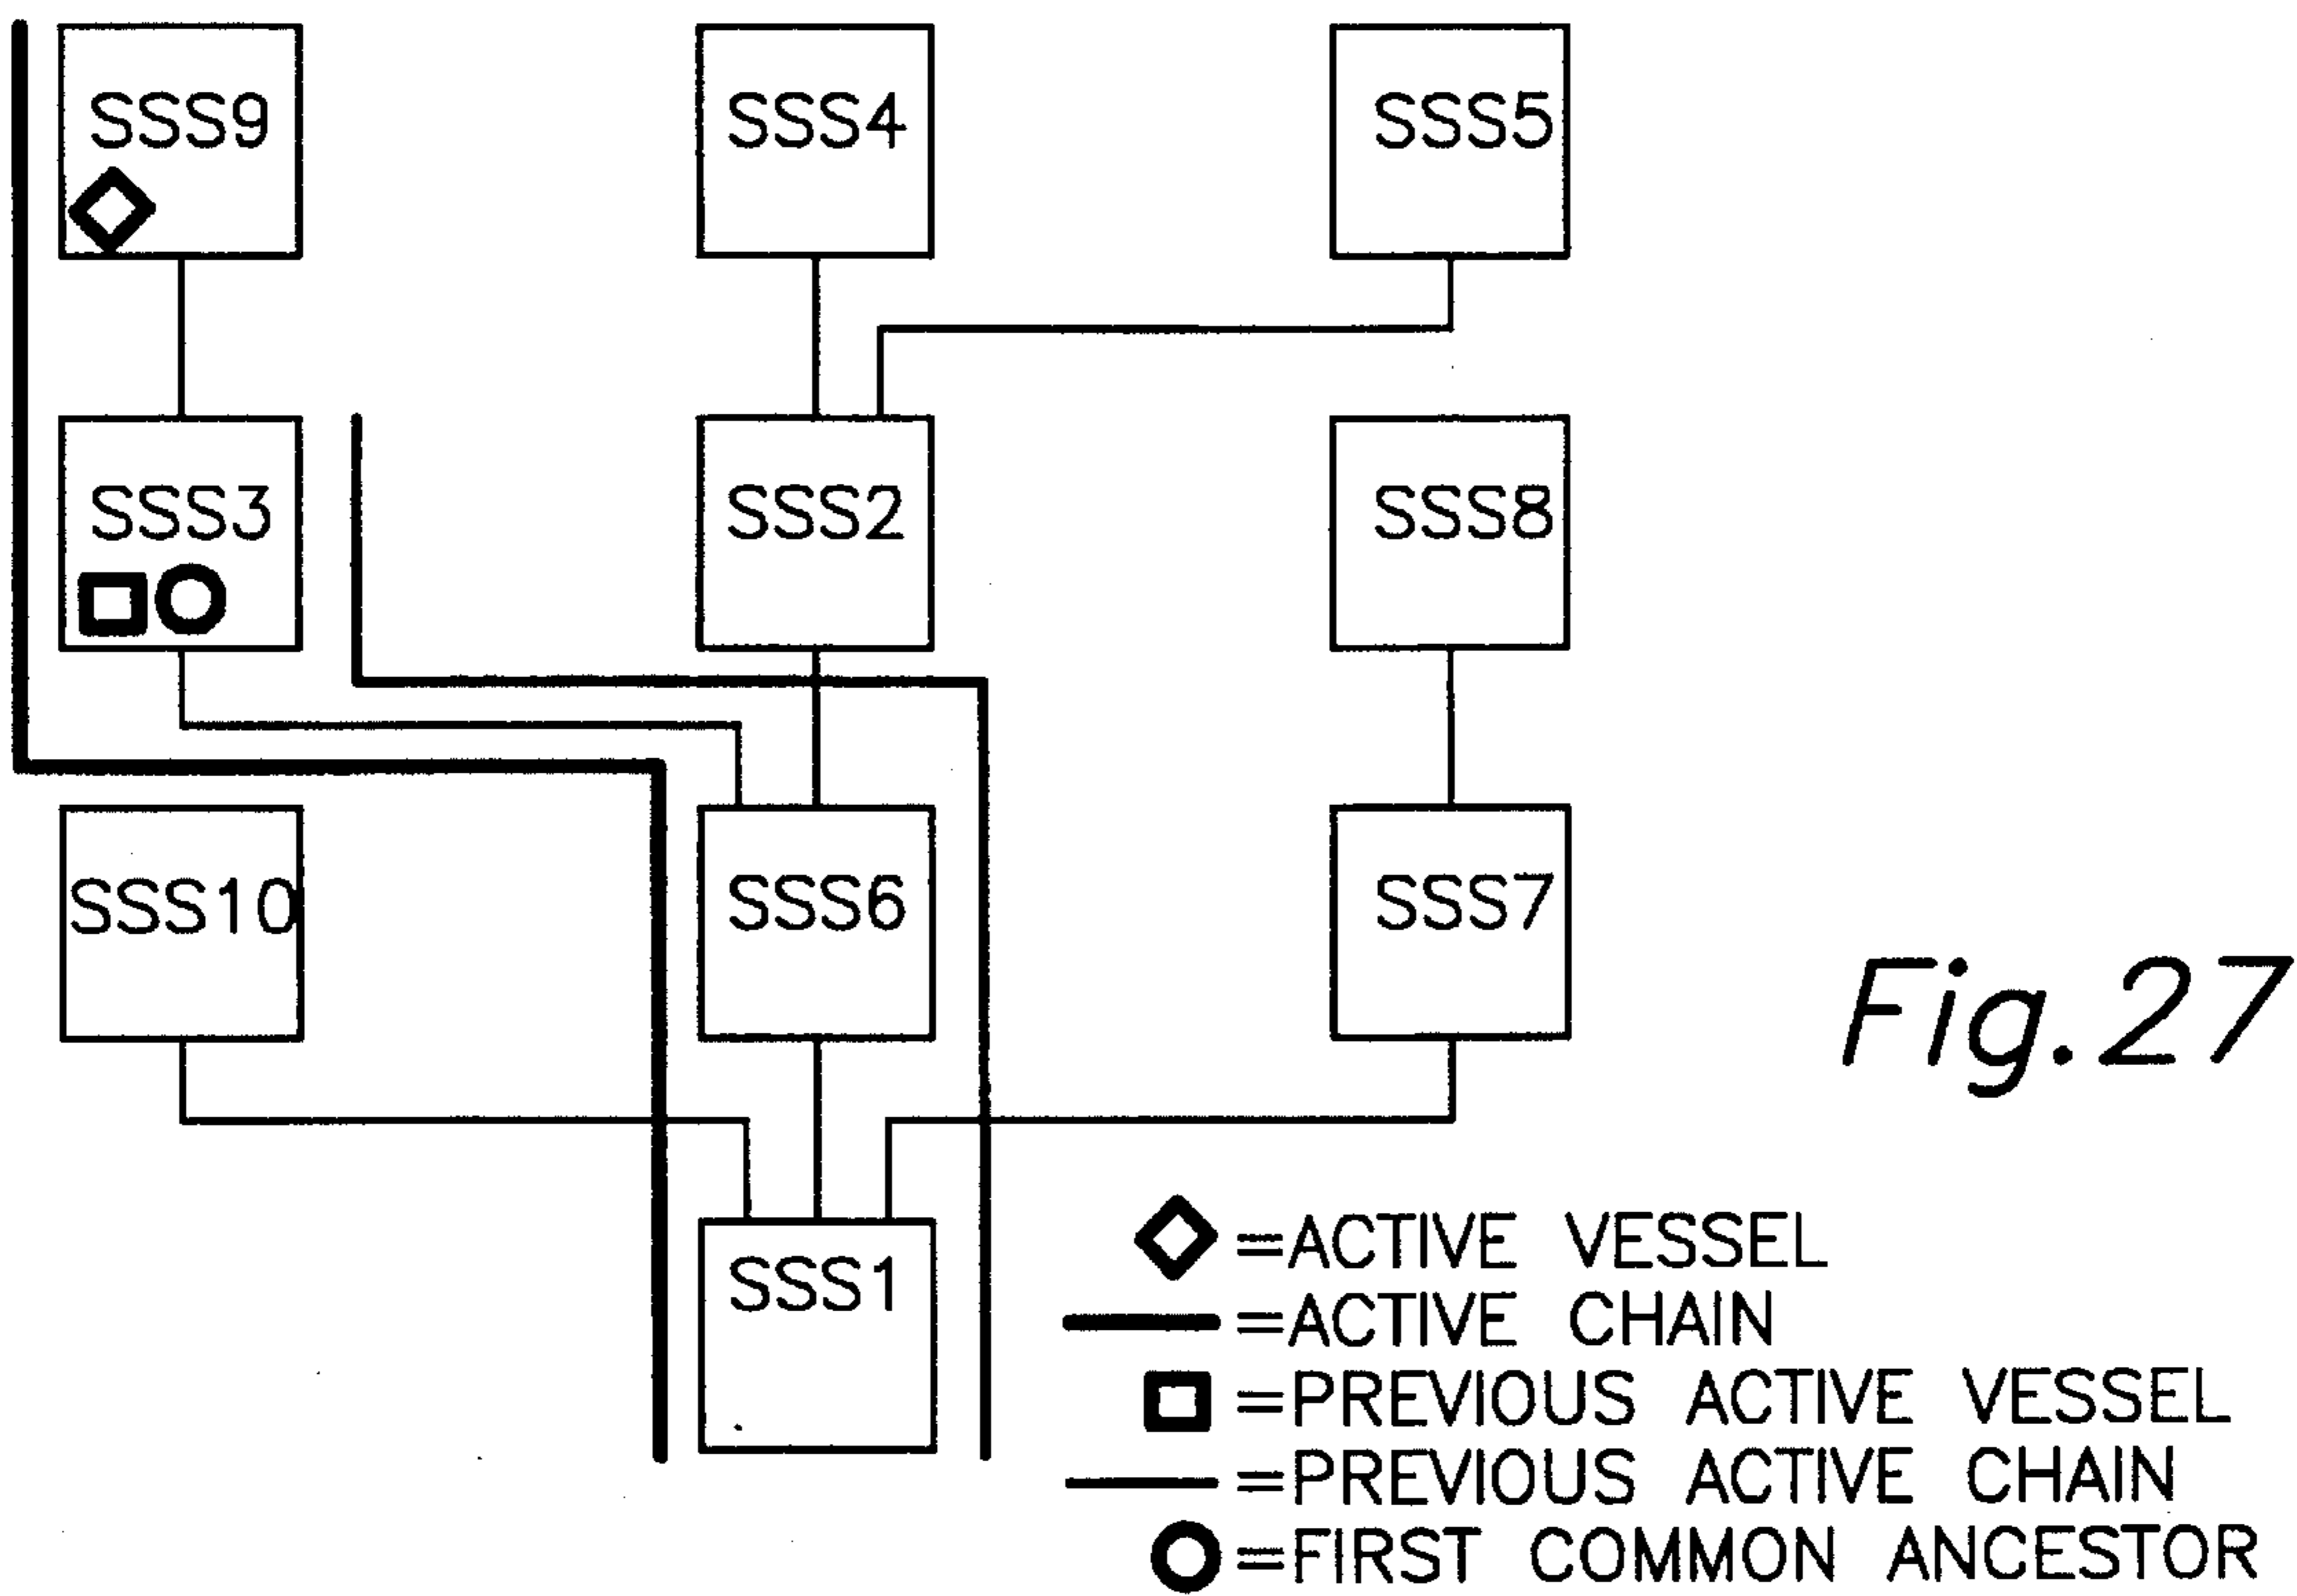 SSS9 SSS4 SSS5
SSS3 SSS2 SSS8
SSS10 SSS6 SSS7
Fig.27
SSS1
=ACTIVE VESSEL
=ACTIVE CHAIN
=PREVIOUS ACTIVE VESSEL
=PREVIOUS ACTIVE CHAIN
=FIRST COMMON ANCESTOR